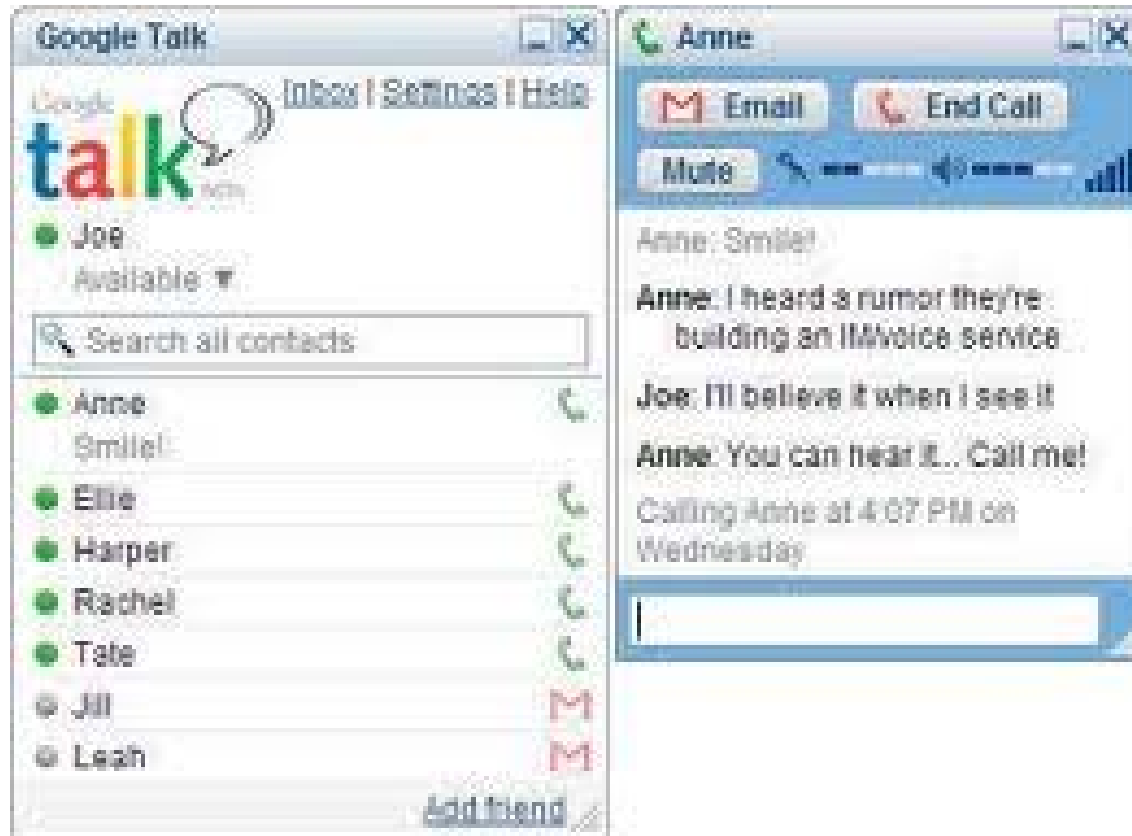 Google Talk
Inbox | Settings | Help
Google
talk
BETA
Joe
Available ▼
Search all contacts
Anne
Smile!
Ellie
Harper
Rachel
Tate
Jill
Leah
Add friend
Anne
Email
End Call
Mute
Anne: Smile!
Anne: I heard a rumor they're
building an IM/voice service
Joe: I'll believe it when I see it
Anne: You can hear it... Call me!
Calling Anne at 4:07 PM on
Wednesday